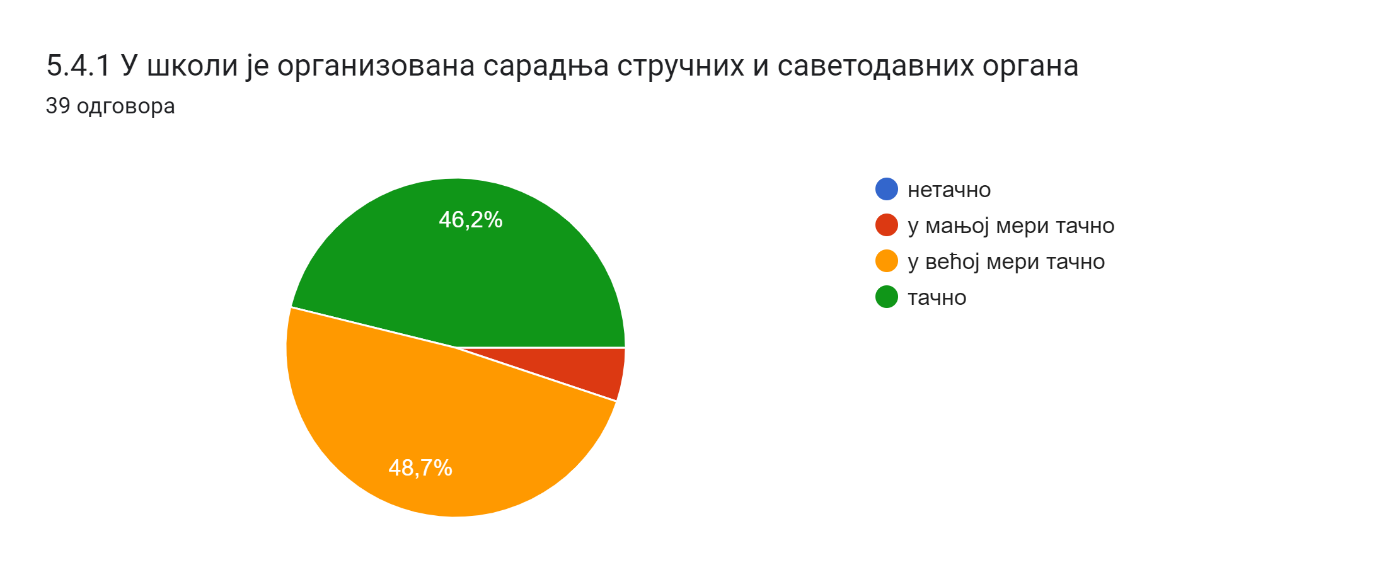 5.4.1 У школи је организована сарадња стручних и саветодавних органа
39 одговора
46,2%
48,7%
нетачно
у мањој мери тачно
у већој мери тачно
тачно